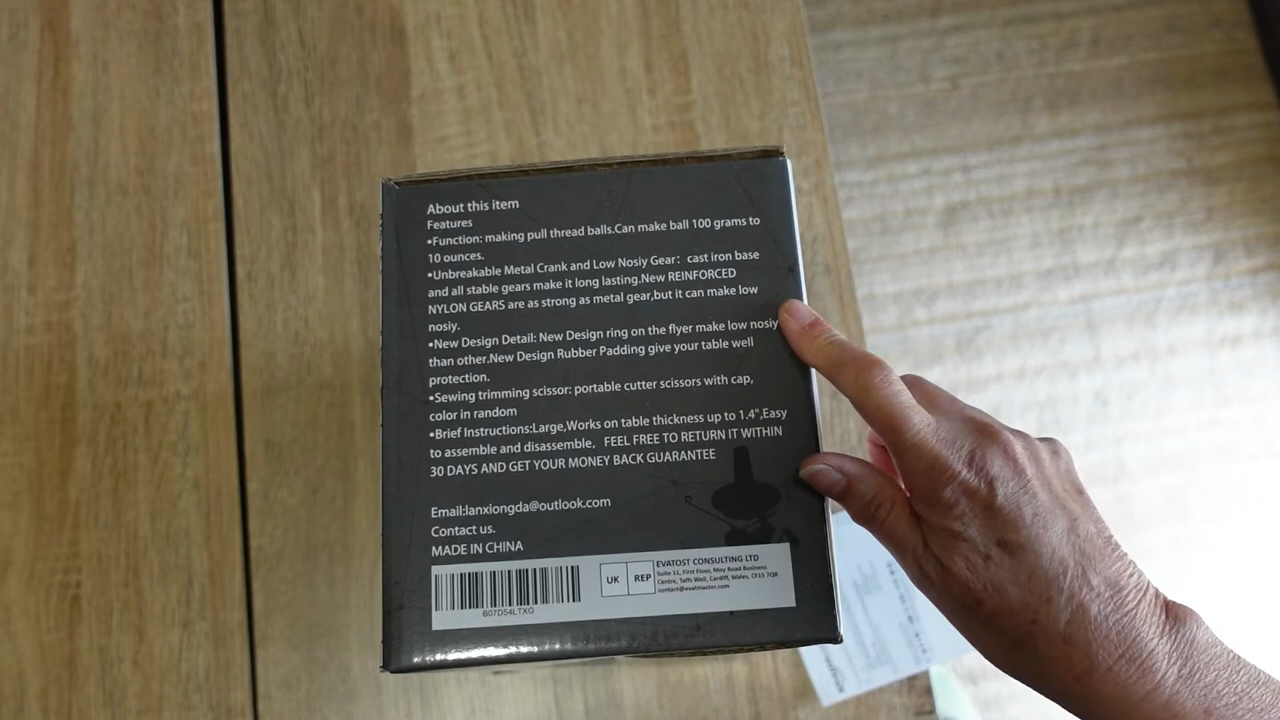 About this item
Features
•Function: making pull thread balls.Can make ball 100 grams to
10 ounces.
•Unbreakable Metal Crank and Low Nosiy Gear: cast iron base
and all stable gears make it long lasting.New REINFORCED
NYLON GEARS are as strong as metal gear,but it can make low
nosiy.
•New Design Detail: New Design ring on the flyer make low nosiy
than other.New Design Rubber Padding give your table well
protection.
•Sewing trimming scissor: portable cutter scissors with cap,
color in random
•Brief Instructions:Large,Works on table thickness up to 1.4",Easy
to assemble and disassemble, FEEL FREE TO RETURN IT WITHIN
30 DAYS AND GET YOUR MONEY BACK GUARANTEE
Email:lanxiongda@outlook.com
Contact us.
MADE IN CHINA
B07D54LTXG
UK REP
EVATOST CONSULTING LTD
Suite 11, First Floor, Moy Road Business
Centre, Taffs Well, Cardiff, Wales, CF15 7QR
contact@evatmaster.com